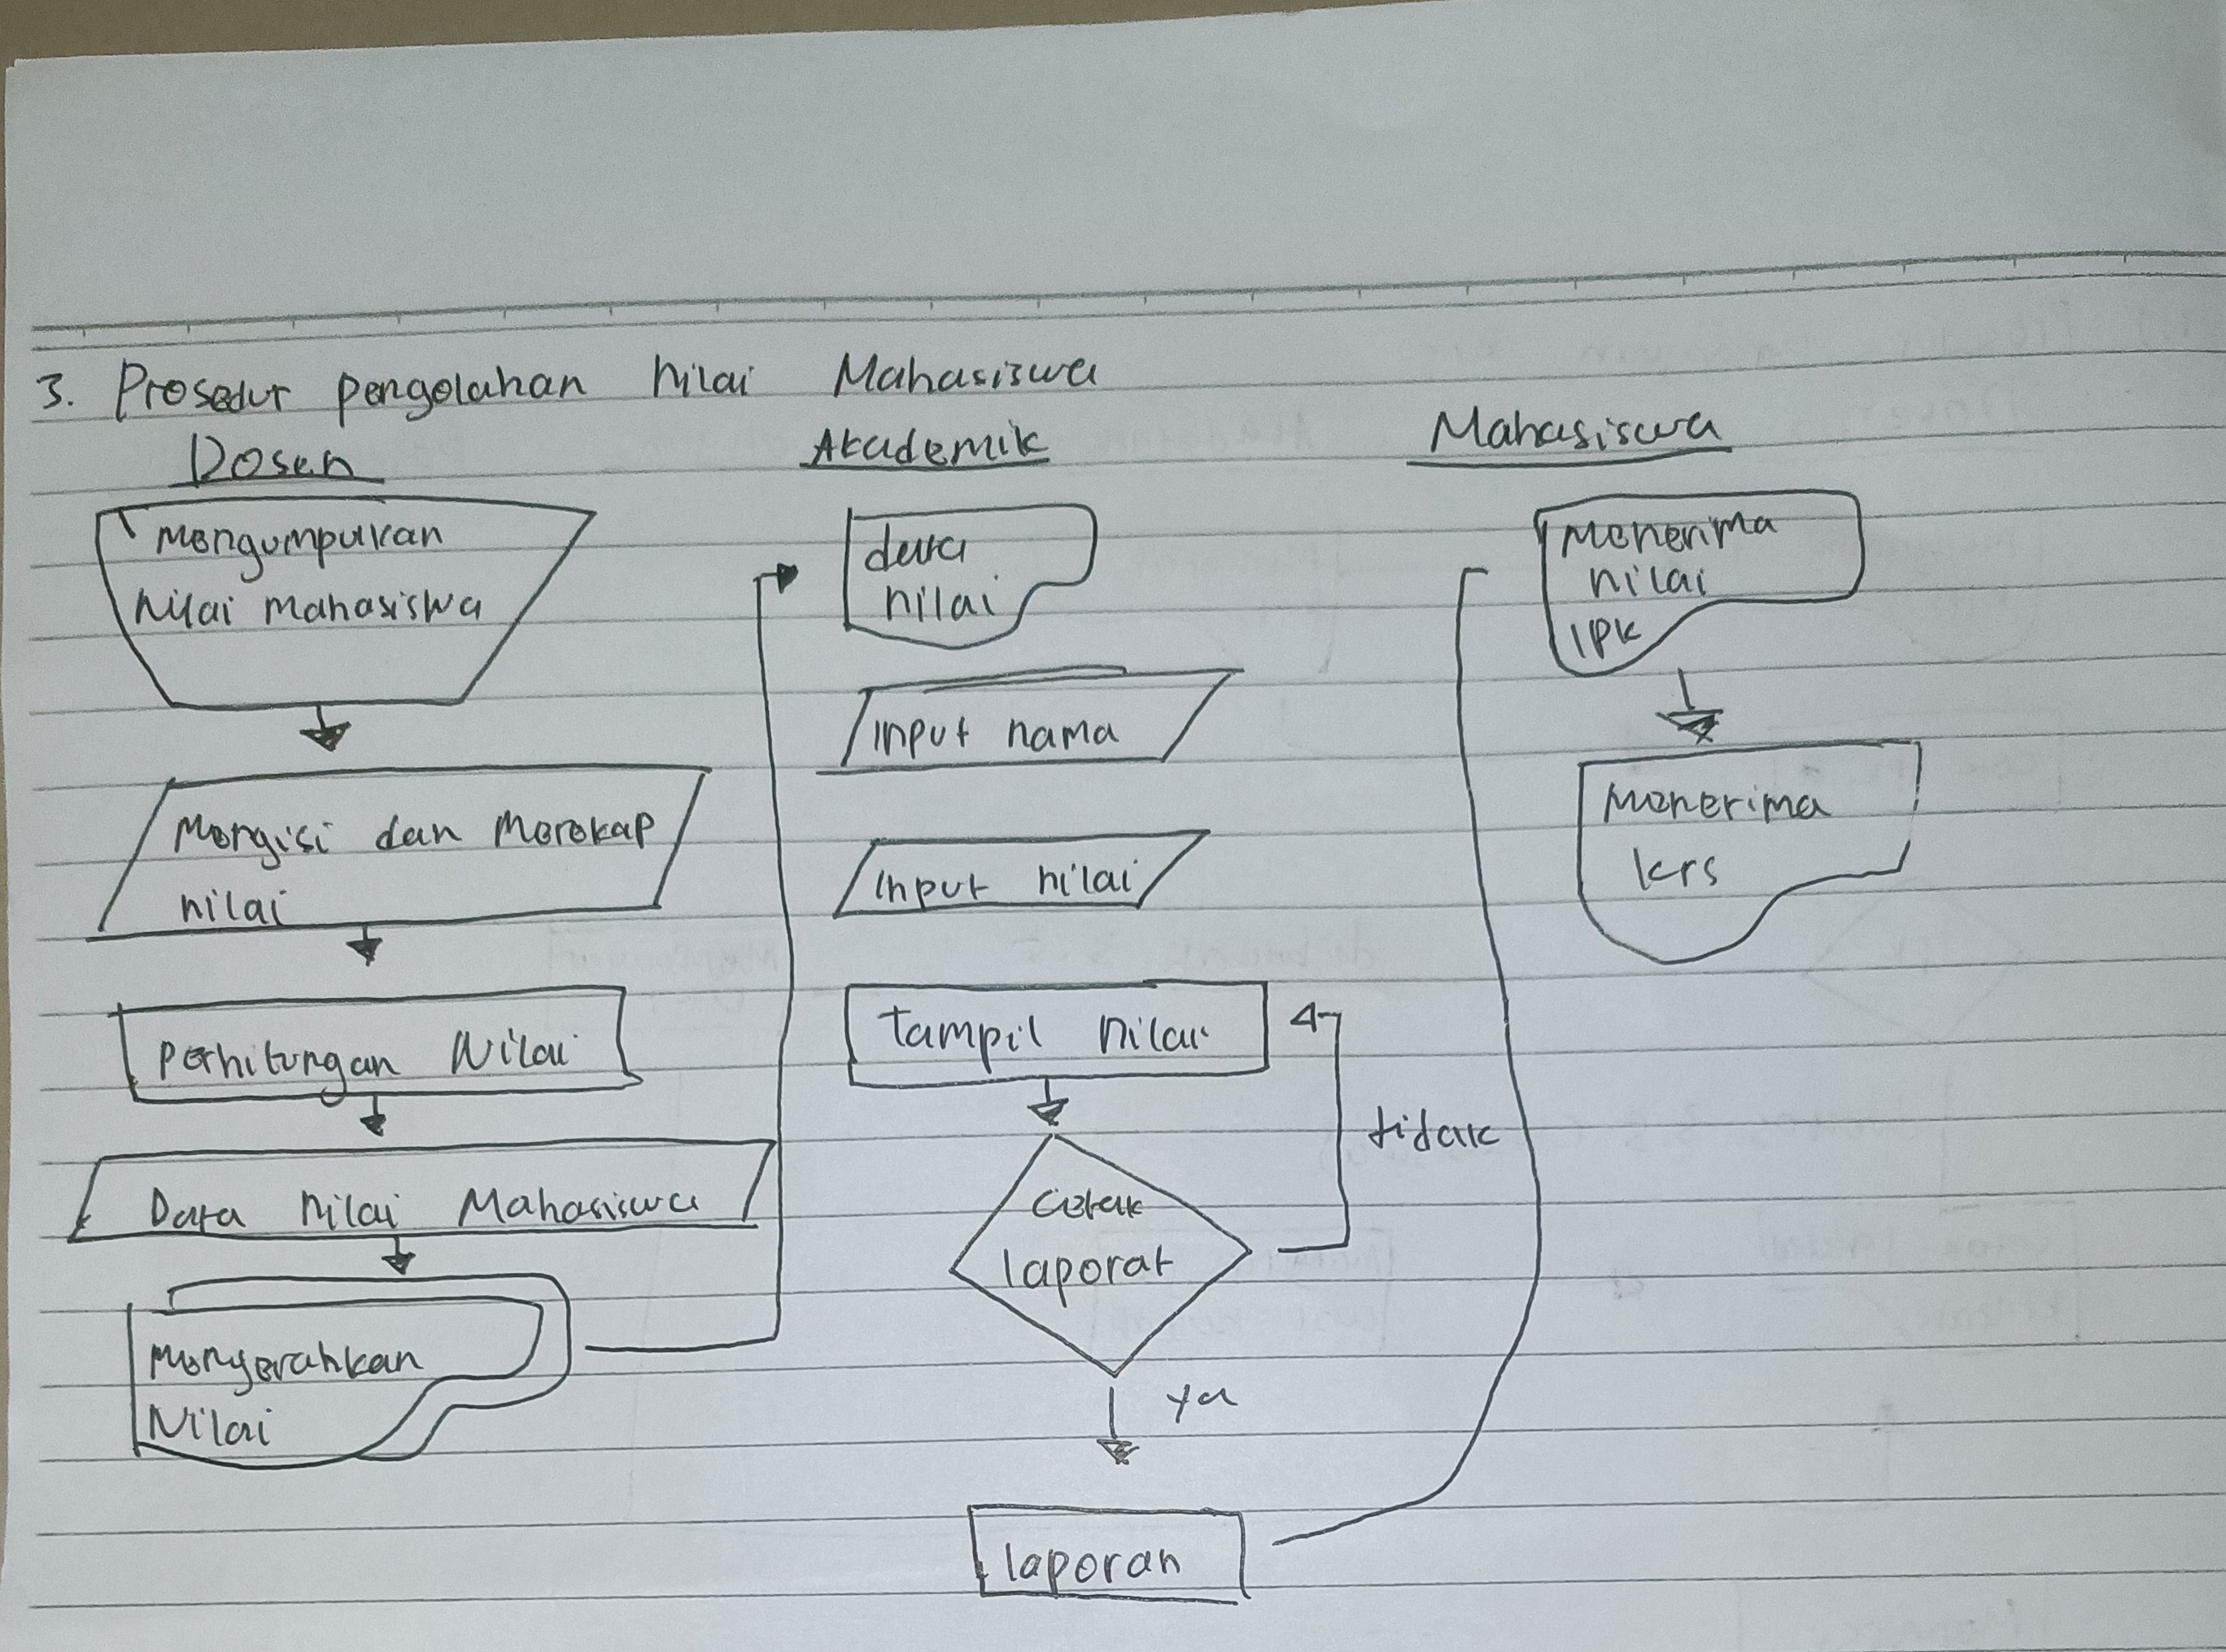 3. Prosedur pengolahan nilai Mahasiswa
Dosen
Mengumpulkan
nilai mahasiswa
Mengisi dan Merekap
nilai
Perhitungan Nilai
Data nilai Mahasiswa
Menyerahkan
Nilai
Akademik
data
nilai
Input nama
Input nilai
tampil nilai
tidak
cetak
laporat
ya
laporan
Mahasiswa
Menerima
nilai
IPK
Menerima
krs